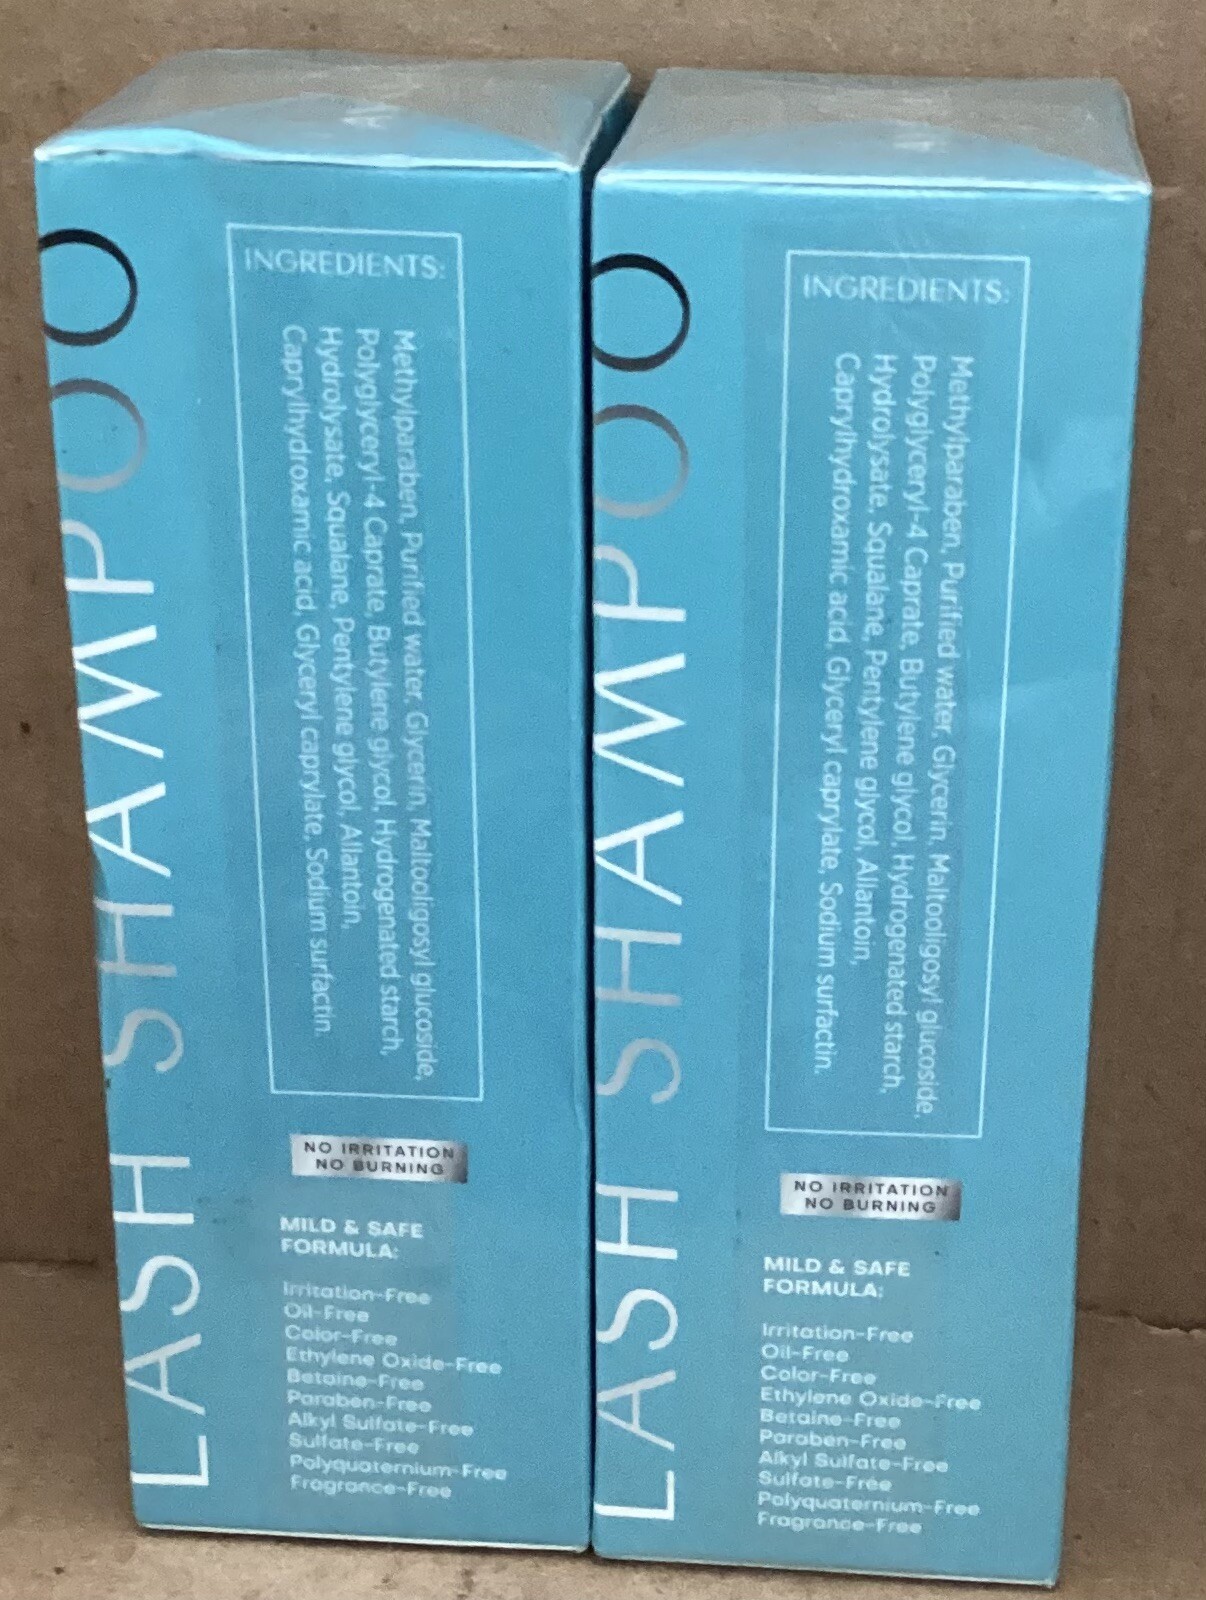 LASH SHAMPOO
INGREDIENTS:
Methylparaben, Purified water, Glycerin, Maltooligosyl glucoside,
Polyglyceryl-4 Caprate, Butylene glycol, Hydrogenated starch,
Hydrolysate, Squalane, Pentylene glycol, Allantoin,
Caprylhydroxamic acid, Glyceryl caprylate, Sodium surfactin.
NO IRRITATION
NO BURNING
MILD & SAFE
FORMULA:
Irritation-Free
Oil-Free
Color-Free
Ethylene Oxide-Free
Betaine-Free
Paraben-Free
Alkyl Sulfate-Free
Sulfate-Free
Polyquaternium-Free
Fragrance-Free
LASH SHAMPOO
INGREDIENTS:
Methylparaben, Purified water, Glycerin, Maltooligosyl glucoside,
Polyglyceryl-4 Caprate, Butylene glycol, Hydrogenated starch,
Hydrolysate, Squalane, Pentylene glycol, Allantoin,
Caprylhydroxamic acid, Glyceryl caprylate, Sodium surfactin.
NO IRRITATION
NO BURNING
MILD & SAFE
FORMULA:
Irritation-Free
Oil-Free
Color-Free
Ethylene Oxide-Free
Betaine-Free
Paraben-Free
Alkyl Sulfate-Free
Sulfate-Free
Polyquaternium-Free
Fragrance-Free